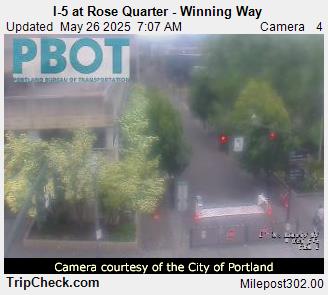 I-5 at Rose Quarter - Winning Way
Updated May 26 2025 7:07 AM Camera 4
PBOT
PORTLAND BUREAU OF TRANSPORTATION
Camera courtesy of the City of Portland
TripCheck.com Milepost302.00